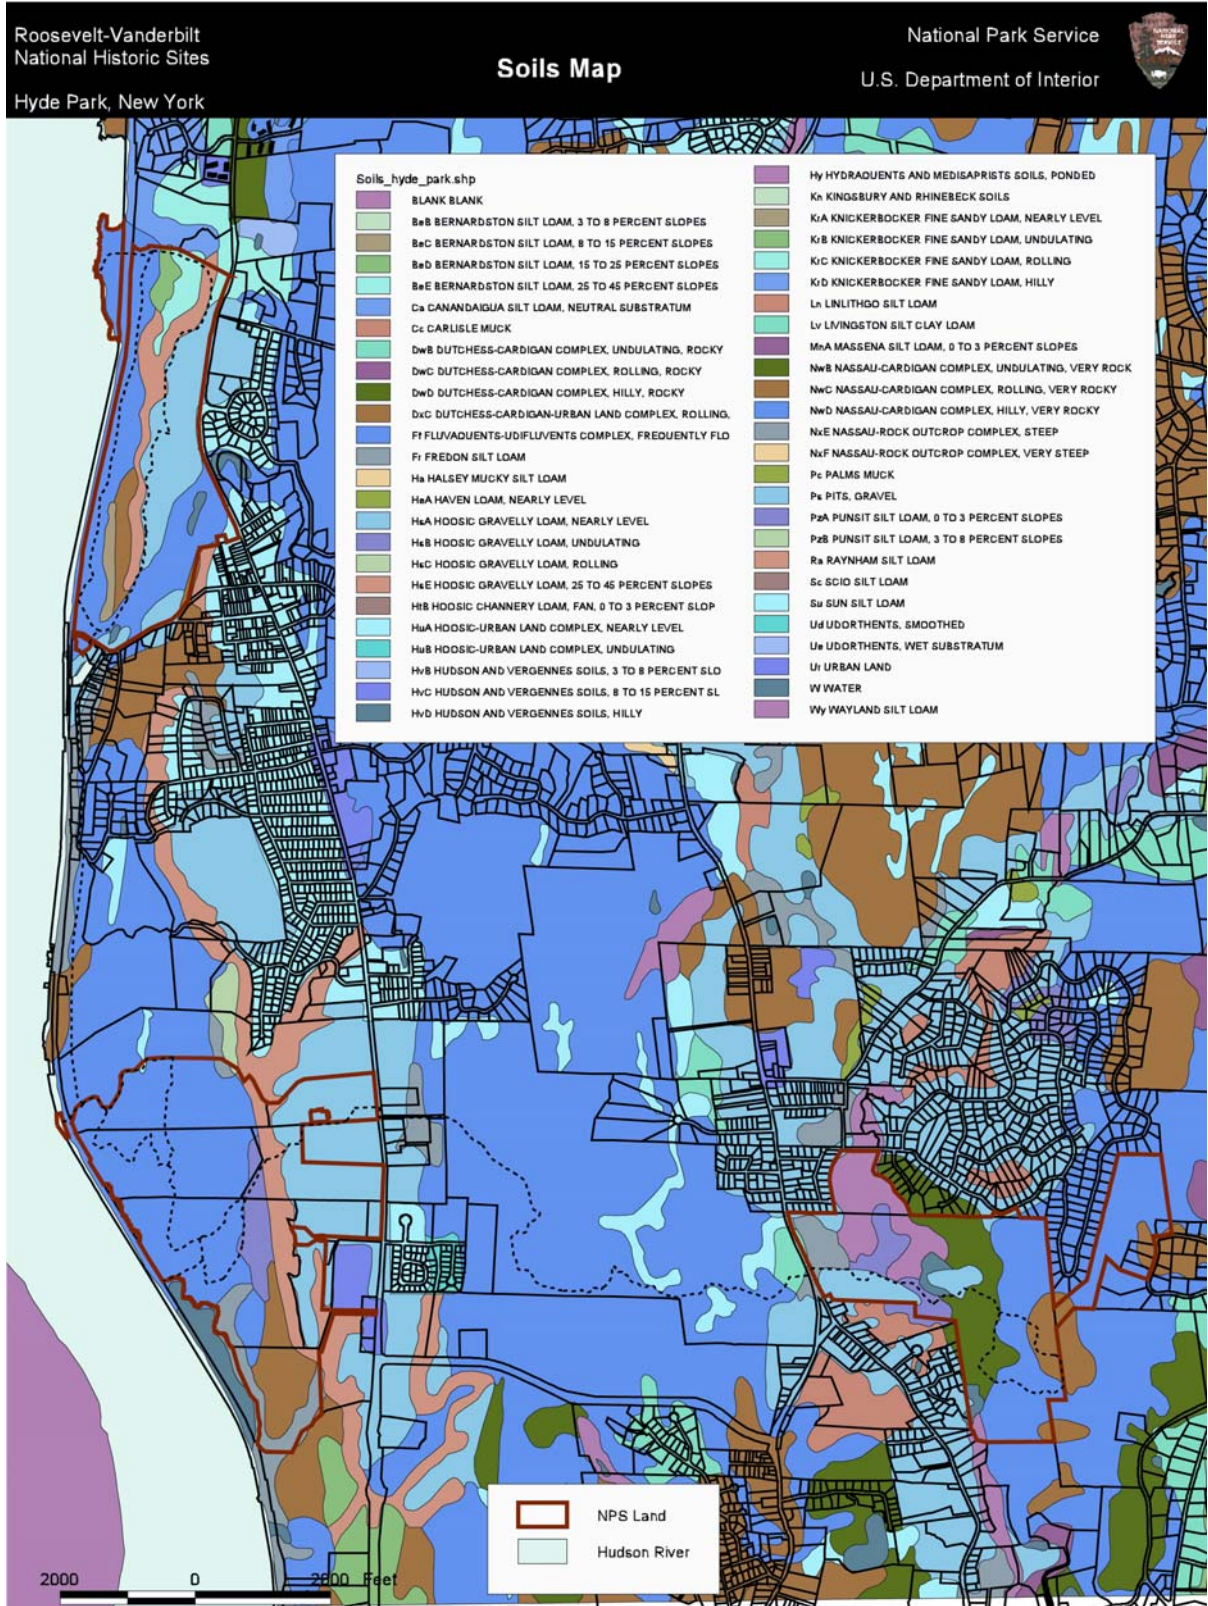 Roosevelt-Vanderbilt
National Historic Sites
Hyde Park, New York
Soils Map
National Park Service
U.S. Department of Interior
NATIONAL
PARK
SERVICE
Soils_hyde_park.shp
BLANK BLANK
BeB BERNARDSTON SILT LOAM, 3 TO 8 PERCENT SLOPES
BeC BERNARDSTON SILT LOAM, 8 TO 15 PERCENT SLOPES
BeD BERNARDSTON SILT LOAM, 15 TO 25 PERCENT SLOPES
BeE BERNARDSTON SILT LOAM, 25 TO 45 PERCENT SLOPES
Ca CANANDAIGUA SILT LOAM, NEUTRAL SUBSTRATUM
Cc CARLISLE MUCK
DwB DUTCHESS-CARDIGAN COMPLEX, UNDULATING, ROCKY
DwC DUTCHESS-CARDIGAN COMPLEX, ROLLING, ROCKY
DwD DUTCHESS-CARDIGAN COMPLEX, HILLY, ROCKY
DxC DUTCHESS-CARDIGAN-URBAN LAND COMPLEX, ROLLING,
Ff FLUVAQUENTS-UDIFLUVENTS COMPLEX, FREQUENTLY FLO
Fr FREDON SILT LOAM
Ha HALSEY MUCKY SILT LOAM
HeA HAVEN LOAM, NEARLY LEVEL
HsA HOOSIC GRAVELLY LOAM, NEARLY LEVEL
HsB HOOSIC GRAVELLY LOAM, UNDULATING
HsC HOOSIC GRAVELLY LOAM, ROLLING
HsE HOOSIC GRAVELLY LOAM, 25 TO 45 PERCENT SLOPES
HtB HOOSIC CHANNERY LOAM, FAN, 0 TO 3 PERCENT SLOP
HuA HOOSIC-URBAN LAND COMPLEX, NEARLY LEVEL
HuB HOOSIC-URBAN LAND COMPLEX, UNDULATING
HvB HUDSON AND VERGENNES SOILS, 3 TO 8 PERCENT SLO
HvC HUDSON AND VERGENNES SOILS, 8 TO 15 PERCENT SL
HvD HUDSON AND VERGENNES SOILS, HILLY
Hy HYDRAQUENTS AND MEDISAPRISTS SOILS, PONDED
Kn KINGSBURY AND RHINEBECK SOILS
KrA KNICKERBOCKER FINE SANDY LOAM, NEARLY LEVEL
KrB KNICKERBOCKER FINE SANDY LOAM, UNDULATING
KrC KNICKERBOCKER FINE SANDY LOAM, ROLLING
KrD KNICKERBOCKER FINE SANDY LOAM, HILLY
Ln LINLITHGO SILT LOAM
Lv LIVINGSTON SILT CLAY LOAM
MnA MASSENA SILT LOAM, 0 TO 3 PERCENT SLOPES
NwB NASSAU-CARDIGAN COMPLEX, UNDULATING, VERY ROCK
NwC NASSAU-CARDIGAN COMPLEX, ROLLING, VERY ROCKY
NwD NASSAU-CARDIGAN COMPLEX, HILLY, VERY ROCKY
NxE NASSAU-ROCK OUTCROP COMPLEX, STEEP
NxF NASSAU-ROCK OUTCROP COMPLEX, VERY STEEP
Pc PALMS MUCK
Ps PITS, GRAVEL
PzA PUNSIT SILT LOAM, 0 TO 3 PERCENT SLOPES
PzB PUNSIT SILT LOAM, 3 TO 8 PERCENT SLOPES
Ra RAYNHAM SILT LOAM
Sc SCIO SILT LOAM
Su SUN SILT LOAM
Ud UDORTHENTS, SMOOTHED
Ue UDORTHENTS, WET SUBSTRATUM
Ur URBAN LAND
W WATER
Wy WAYLAND SILT LOAM
NPS Land
Hudson River
2000 0 2000 Feet